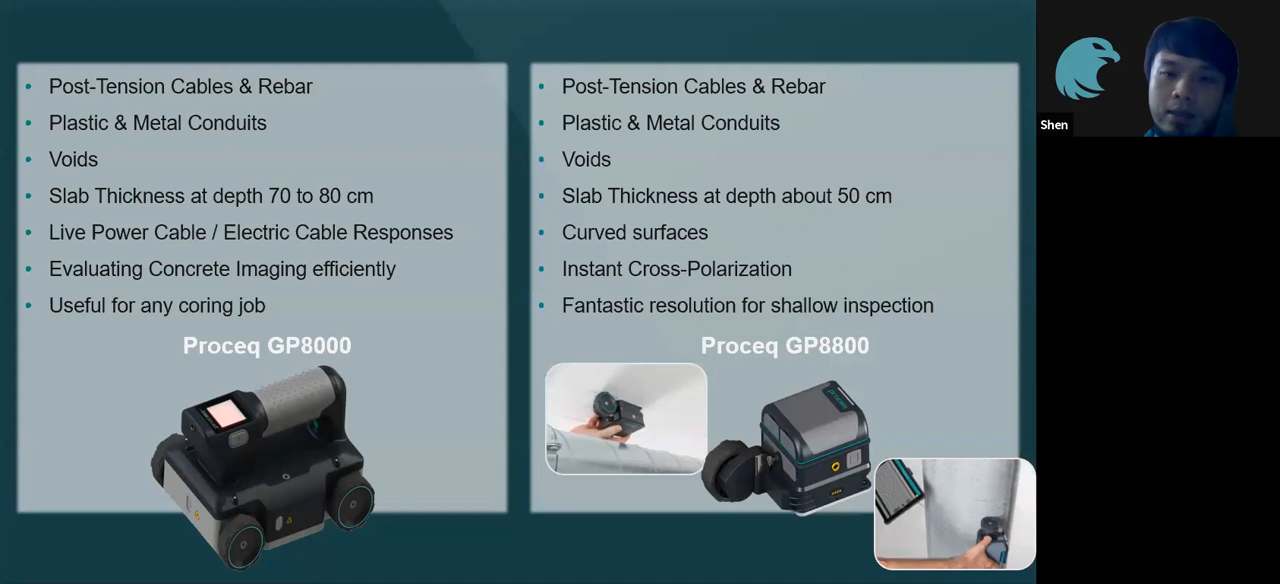 Post-Tension Cables & Rebar
Plastic & Metal Conduits
Voids
Slab Thickness at depth 70 to 80 cm
Live Power Cable / Electric Cable Responses
Evaluating Concrete Imaging efficiently
Useful for any coring job
Proceq GP8000
Post-Tension Cables & Rebar
Plastic & Metal Conduits
Voids
Slab Thickness at depth about 50 cm
Curved surfaces
Instant Cross-Polarization
Fantastic resolution for shallow inspection
Proceq GP8800
Shen